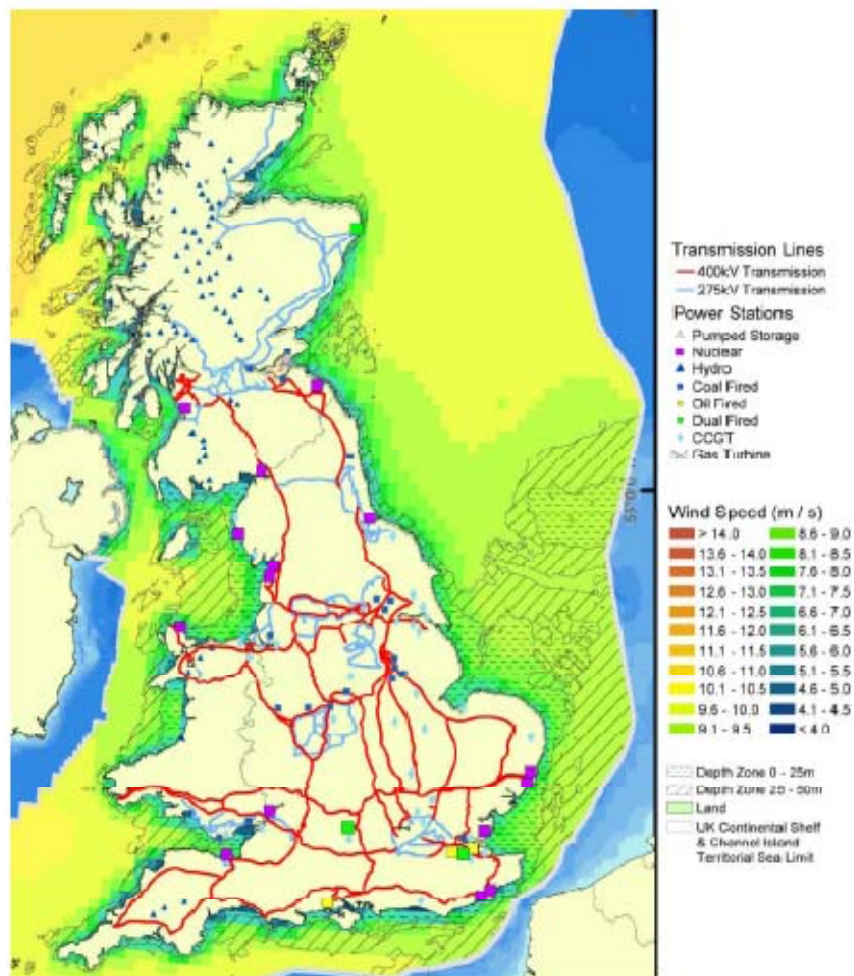 Transmission Lines
400kV Transmission
275kV Transmission
Power Stations
Pumped Storage
Nuclear
Hydro
Coal Fired
Oil Fired
Dual Fired
CCGT
Gas Turbine
Wind Speed (m / s)
> 14.0
13.6 - 14.0
13.1 - 13.5
12.6 - 13.0
12.1 - 12.5
11.6 - 12.0
11.1 - 11.5
10.6 - 11.0
10.1 - 10.5
9.6 - 10.0
9.1 - 9.5
8.6 - 9.0
8.1 - 8.5
7.6 - 8.0
7.1 - 7.5
6.6 - 7.0
6.1 - 6.5
5.6 - 6.0
5.1 - 5.5
4.6 - 5.0
4.1 - 4.5
< 4.0
Depth Zone 0 - 25m
Depth Zone 25 - 50m
Land
UK Continental Shelf
& Channel Island
Territorial Sea Limit